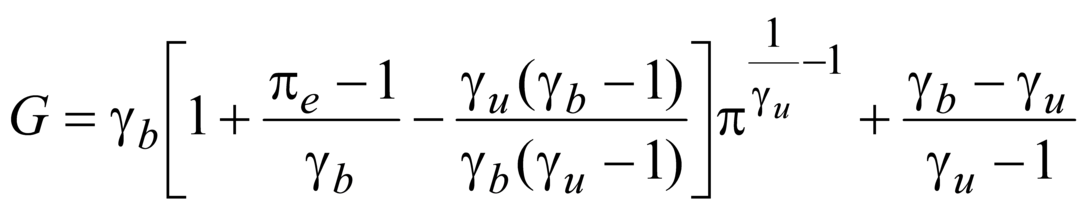 G = γ_b [1 + (π_e − 1)/γ_b − γ_u(γ_b − 1)/(γ_b(γ_u − 1))] π^(1/γ_u − 1) + (γ_b − γ_u)/(γ_u − 1)